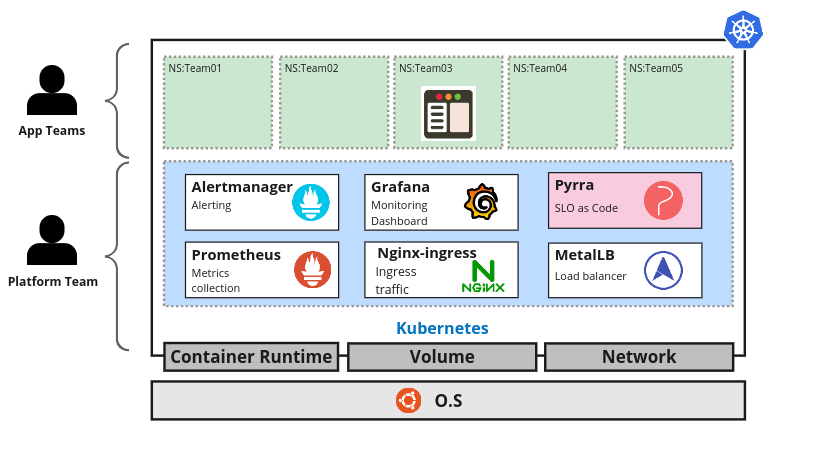 NS:Team01
NS:Team02
NS:Team03
NS:Team04
NS:Team05
App Teams
Alertmanager
Alerting
Grafana
Monitoring
Dashboard
Pyrra
SLO as Code
Prometheus
Metrics
collection
Nginx-ingress
Ingress
traffic
NGiNX
MetalLB
Load balancer
Platform Team
Kubernetes
Container Runtime
Volume
Network
O.S